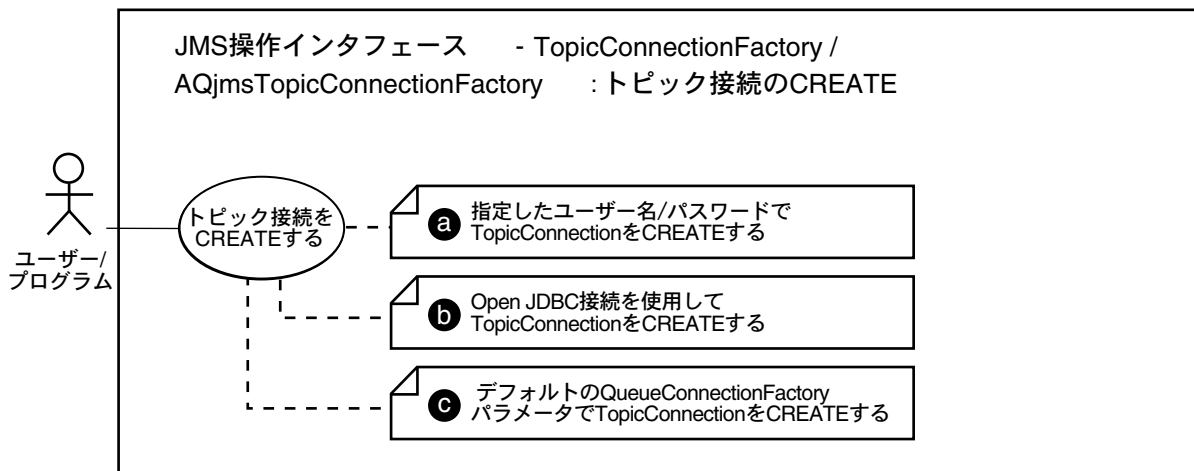 JMS操作インタフェース - TopicConnectionFactory /
AQjmsTopicConnectionFactory : トピック接続のCREATE
トピック接続を
CREATEする
ユーザー/
プログラム
a 指定したユーザー名/パスワードで
TopicConnectionをCREATEする
b Open JDBC接続を使用して
TopicConnectionをCREATEする
c デフォルトのQueueConnectionFactory
パラメータでTopicConnectionをCREATEする